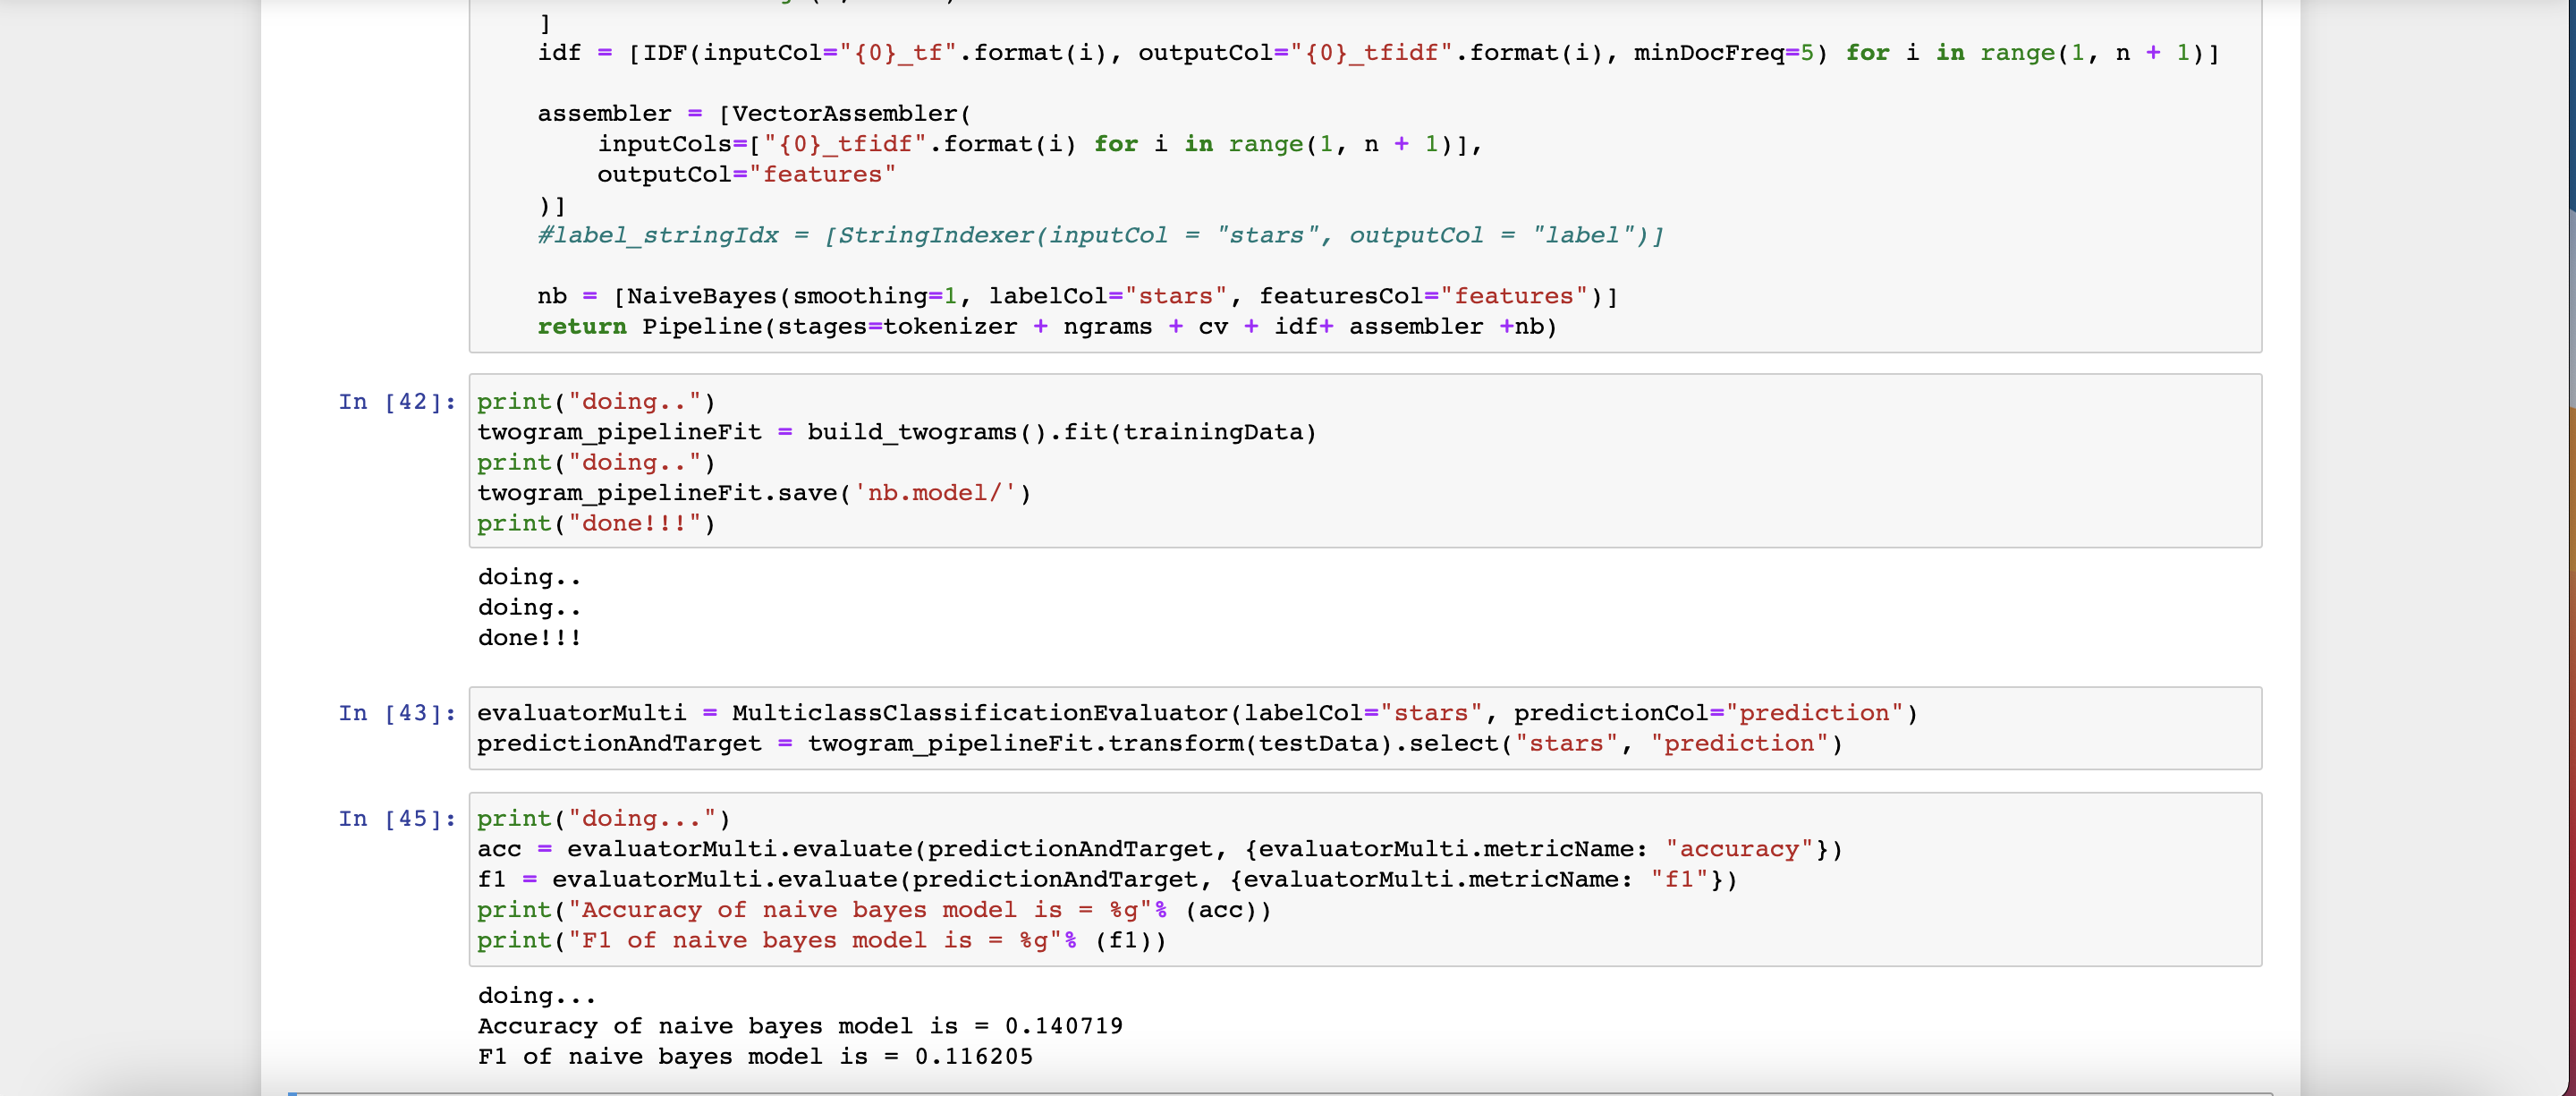 ]
idf = [IDF(inputCol="{0}_tf".format(i), outputCol="{0}_tfidf".format(i), minDocFreq=5) for i in range(1, n + 1)]
assembler = [VectorAssembler(
inputCols=["{0}_tfidf".format(i) for i in range(1, n + 1)],
outputCol="features"
)]
#label_stringIdx = [StringIndexer(inputCol = "stars", outputCol = "label")]
nb = [NaiveBayes(smoothing=1, labelCol="stars", featuresCol="features")]
return Pipeline(stages=tokenizer + ngrams + cv + idf+ assembler +nb)
In [42]: print("doing..")
twogram_pipelineFit = build_twograms().fit(trainingData)
print("doing..")
twogram_pipelineFit.save('nb.model/')
print("done!!!")
doing..
doing..
done!!!
In [43]: evaluatorMulti = MulticlassClassificationEvaluator(labelCol="stars", predictionCol="prediction")
predictionAndTarget = twogram_pipelineFit.transform(testData).select("stars", "prediction")
In [45]: print("doing...")
acc = evaluatorMulti.evaluate(predictionAndTarget, {evaluatorMulti.metricName: "accuracy"})
f1 = evaluatorMulti.evaluate(predictionAndTarget, {evaluatorMulti.metricName: "f1"})
print("Accuracy of naive bayes model is = %g"% (acc))
print("F1 of naive bayes model is = %g"% (f1))
doing...
Accuracy of naive bayes model is = 0.140719
F1 of naive bayes model is = 0.116205